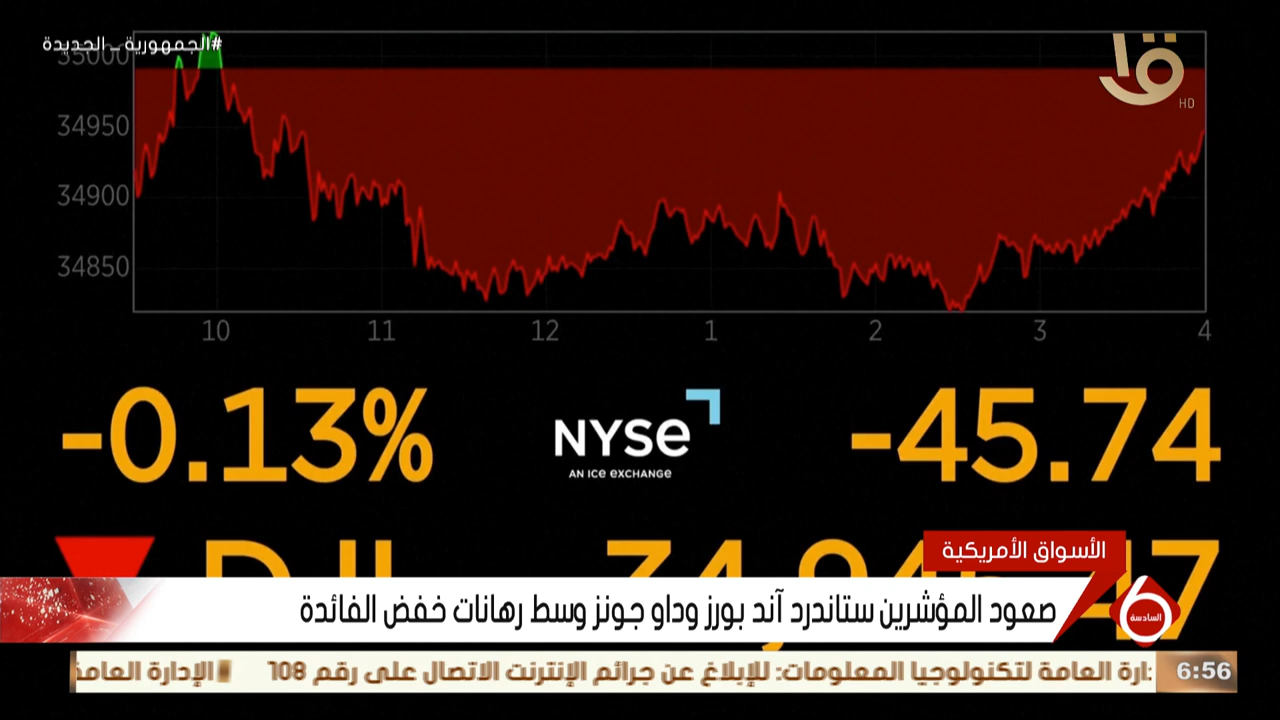 #الجمهورية_الجديدة
35000
HD
34950
34900
34850
10 11 12 1 2 3 4
-0.13% NYSE -45.74
AN ICE EXCHANGE
الأسواق الأمريكية
صعود المؤشرين ستاندرد آند بورز وداو جونز وسط رهانات خفض الفائدة
السادسة
العامة لتكنولوجيا المعلومات: للإبلاغ عن جرائم الإنترنت الاتصال على رقم 108 الإدارة
6:56